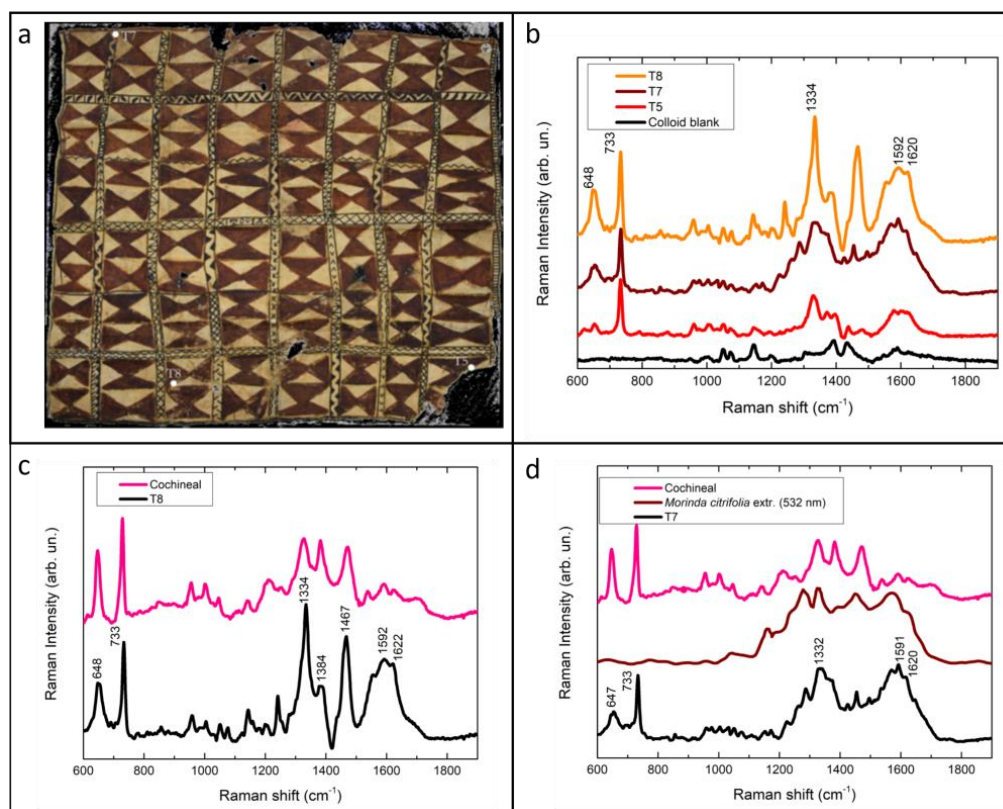 a
T7
T8
T5
b
T8
T7
T5
Colloid blank
648
733
1334
1592
1620
Raman Intensity (arb. un.)
600 800 1000 1200 1400 1600 1800
Raman shift (cm⁻¹)
c
Cochineal
T8
648
733
1334
1384
1467
1592
1622
Raman Intensity (arb. un.)
600 800 1000 1200 1400 1600 1800
Raman shift (cm⁻¹)
d
Cochineal
Morinda citrifolia extr. (532 nm)
T7
647
733
1332
1591
1620
Raman Intensity (arb. un.)
600 800 1000 1200 1400 1600 1800
Raman shift (cm⁻¹)